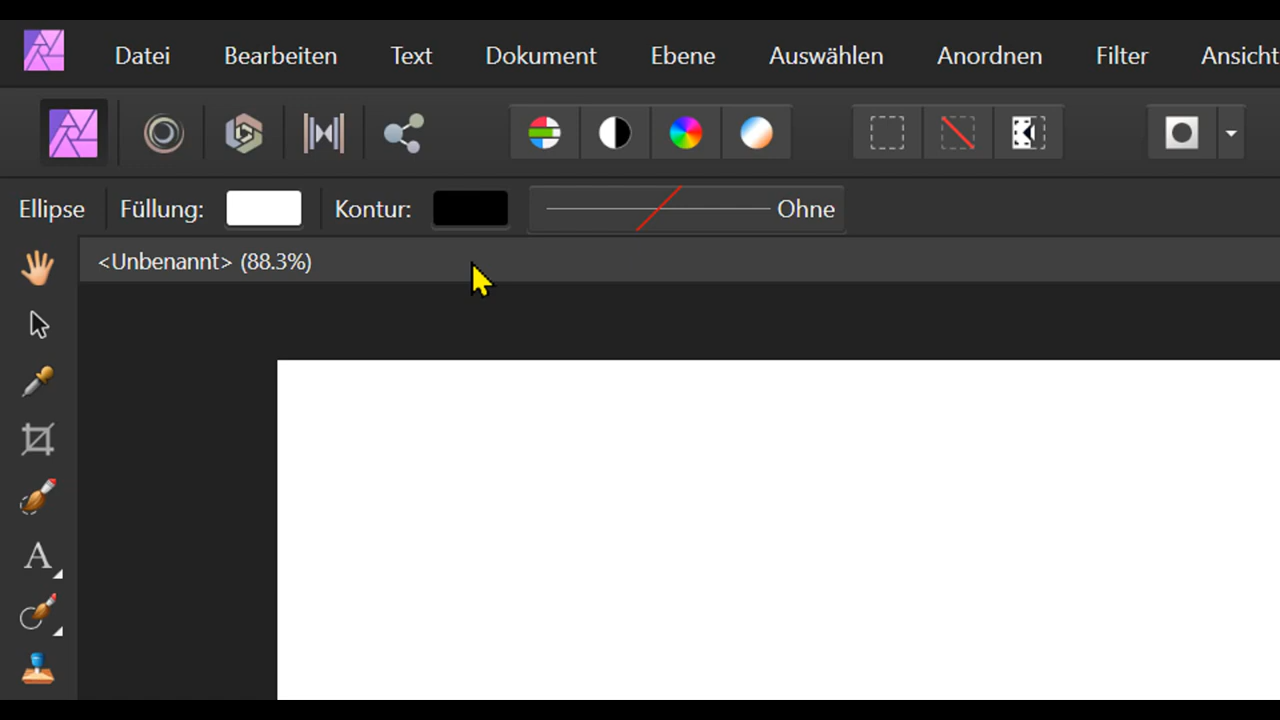 Datei Bearbeiten Text Dokument Ebene Auswählen Anordnen Filter Ansicht
Ellipse Füllung: Kontur: Ohne
<Unbenannt> (88.3%)
A